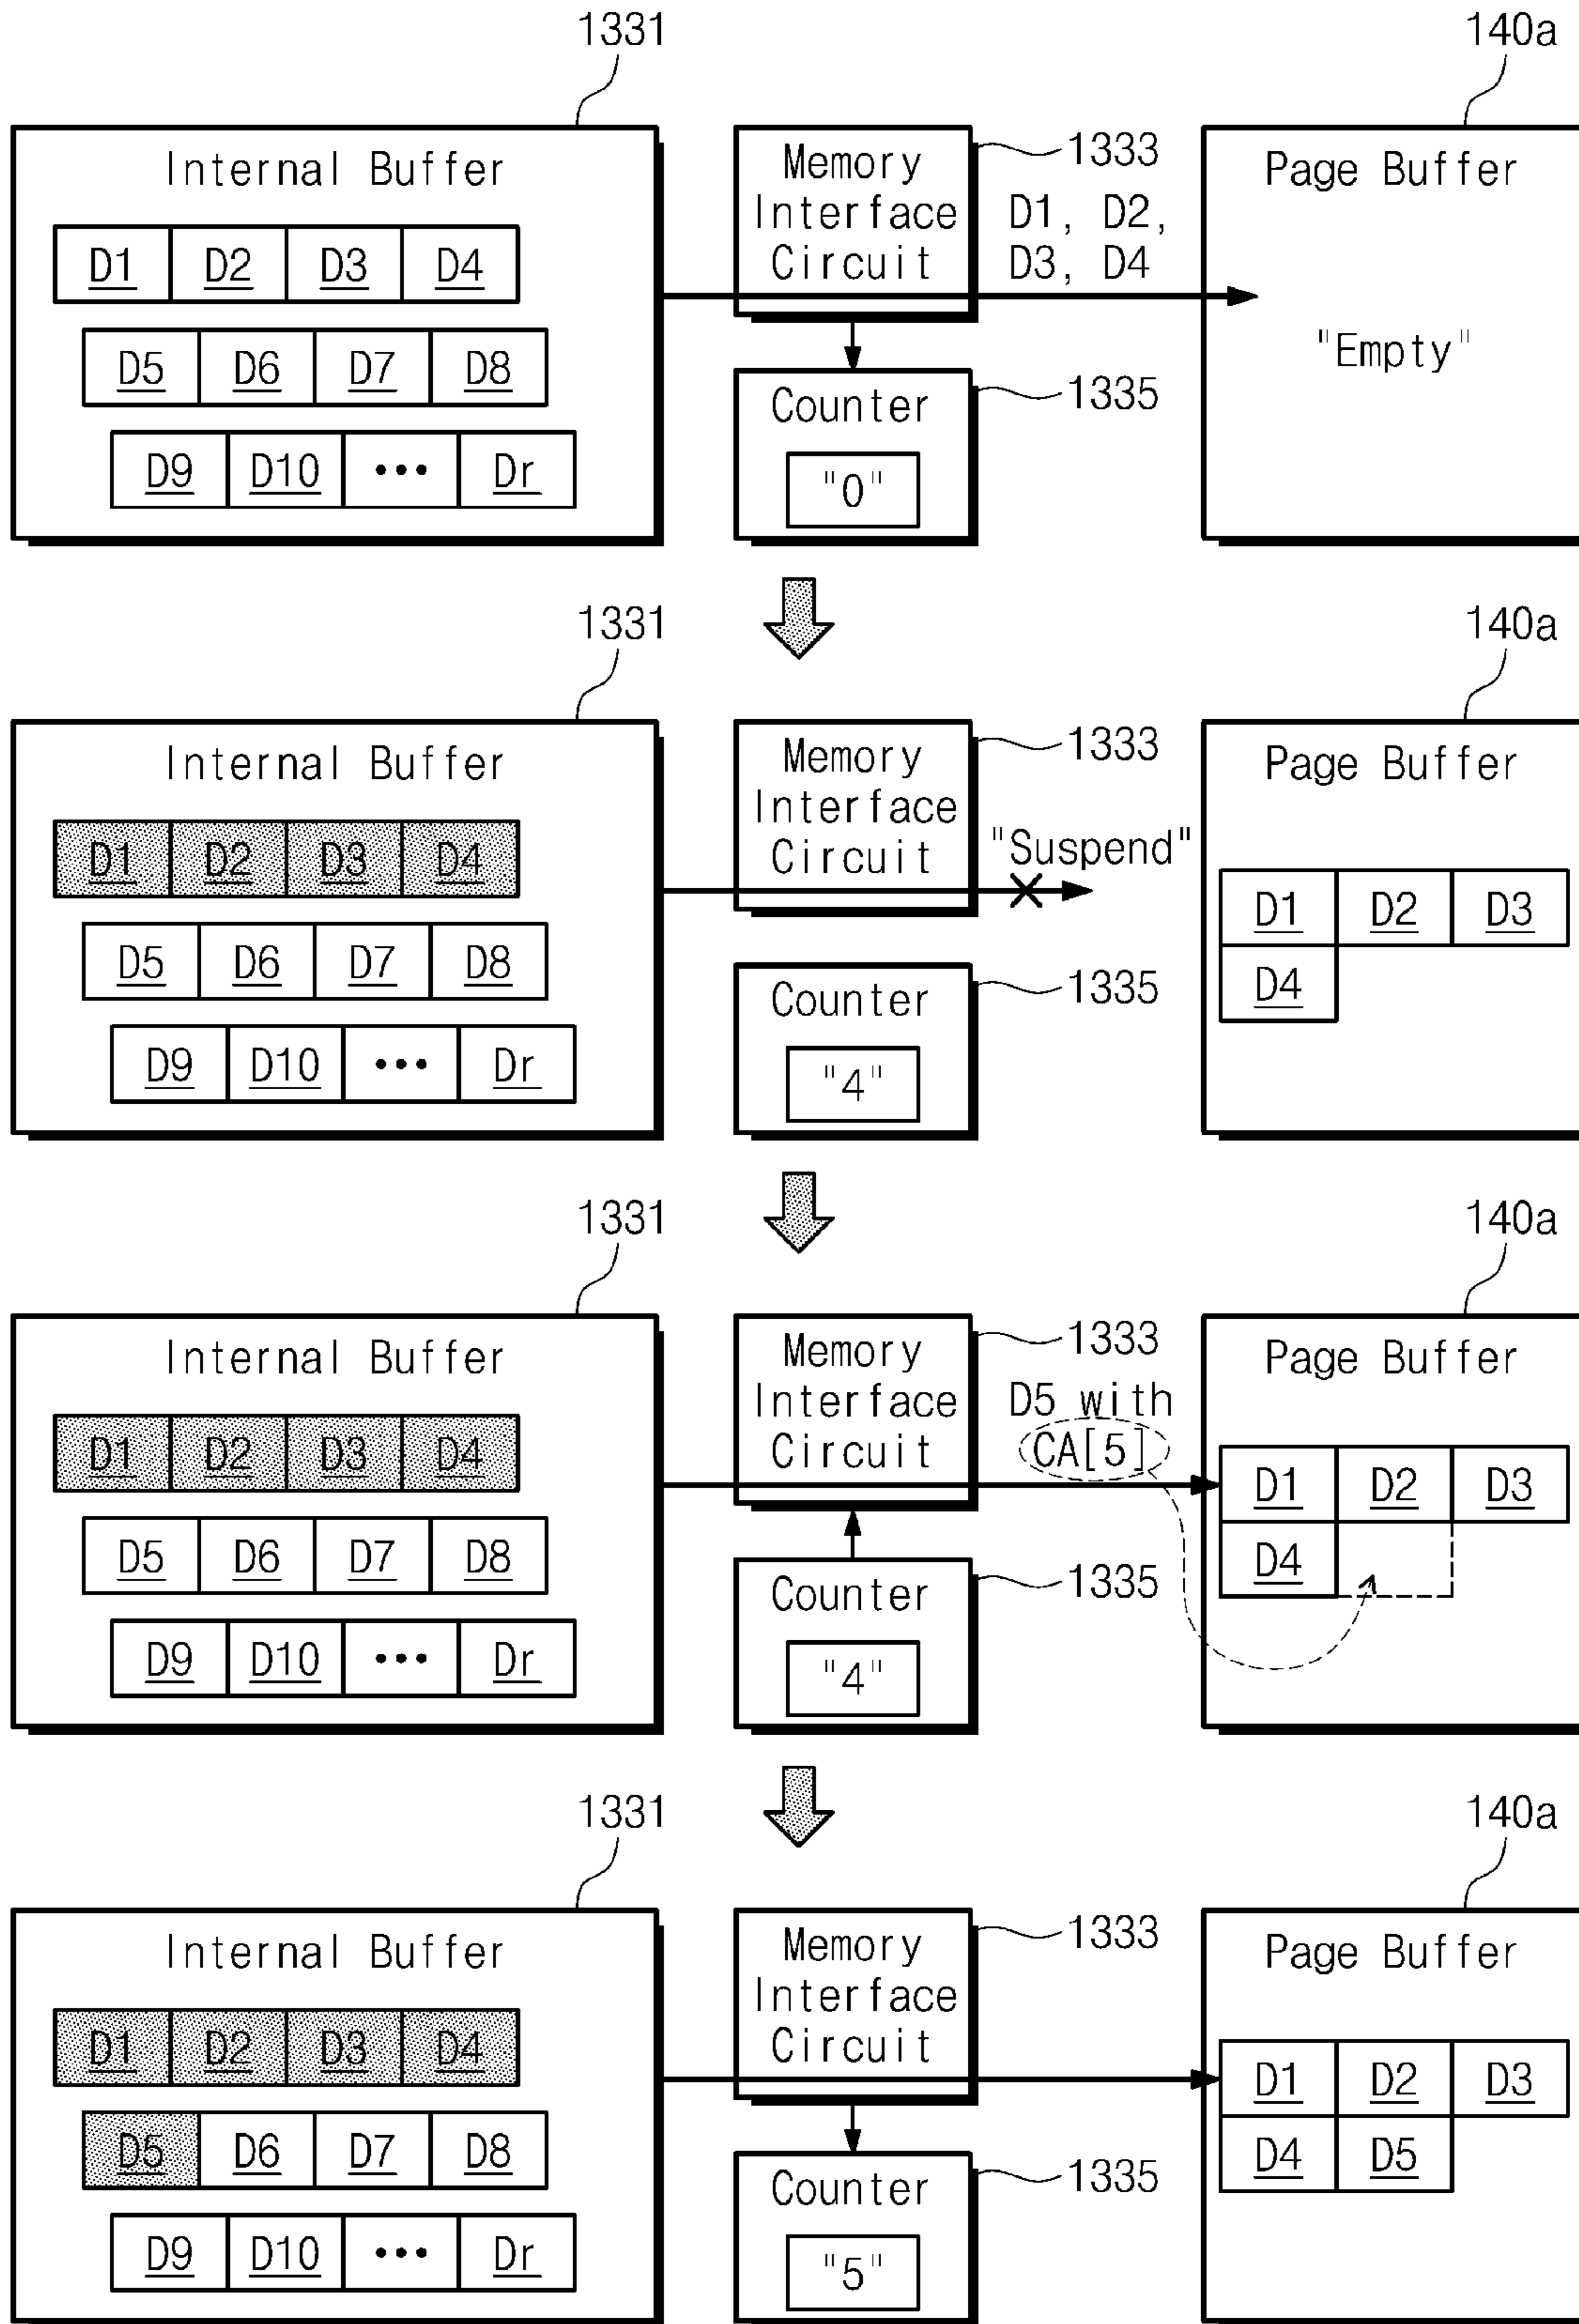 1331
140a
Internal Buffer
Memory
Interface
Circuit
1333
D1, D2,
D3, D4
Page Buffer
D1 D2 D3 D4
"Empty"
D5 D6 D7 D8
Counter
1335
D9 D10 ••• Dr
"0"
1331
140a
Internal Buffer
Memory
Interface
Circuit
1333
"Suspend"
Page Buffer
D1 D2 D3 D4
D1 D2 D3
D4
D5 D6 D7 D8
Counter
1335
D9 D10 ••• Dr
"4"
1331
140a
Internal Buffer
Memory
Interface
Circuit
1333
D5 with
CA[5]
Page Buffer
D1 D2 D3 D4
D1 D2 D3
D4
D5 D6 D7 D8
Counter
1335
D9 D10 ••• Dr
"4"
1331
140a
Internal Buffer
Memory
Interface
Circuit
1333
Page Buffer
D1 D2 D3 D4
D1 D2 D3
D4 D5
D5 D6 D7 D8
Counter
1335
D9 D10 ••• Dr
"5"